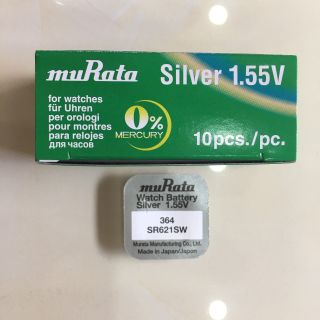 muRata
Silver 1.55V
for watches
für Uhren
per orologi
pour montres
para relojes
для часов
0%
MERCURY
10pcs./pc.
muRata
Watch Battery
Silver 1.55V
364
SR621SW
Murata Manufacturing Co., Ltd.
Made in Japan/Japon